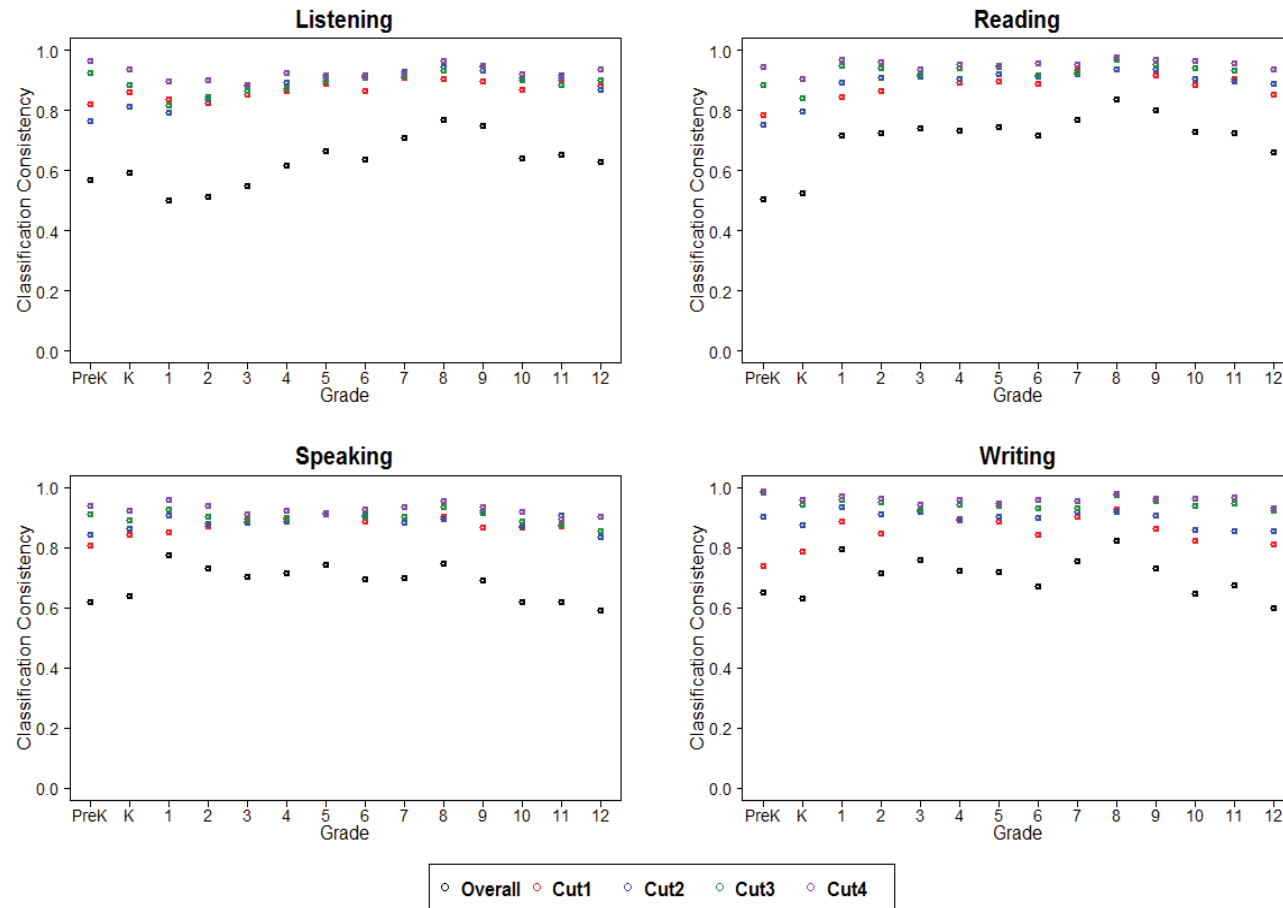 Listening
1.0
0.8
0.6
0.4
0.2
0.0
Classification Consistency
PreK K 1 2 3 4 5 6 7 8 9 10 11 12
Grade
Reading
1.0
0.8
0.6
0.4
0.2
0.0
Classification Consistency
PreK K 1 2 3 4 5 6 7 8 9 10 11 12
Grade
Speaking
1.0
0.8
0.6
0.4
0.2
0.0
Classification Consistency
PreK K 1 2 3 4 5 6 7 8 9 10 11 12
Grade
Writing
1.0
0.8
0.6
0.4
0.2
0.0
Classification Consistency
PreK K 1 2 3 4 5 6 7 8 9 10 11 12
Grade
Overall Cut1 Cut2 Cut3 Cut4